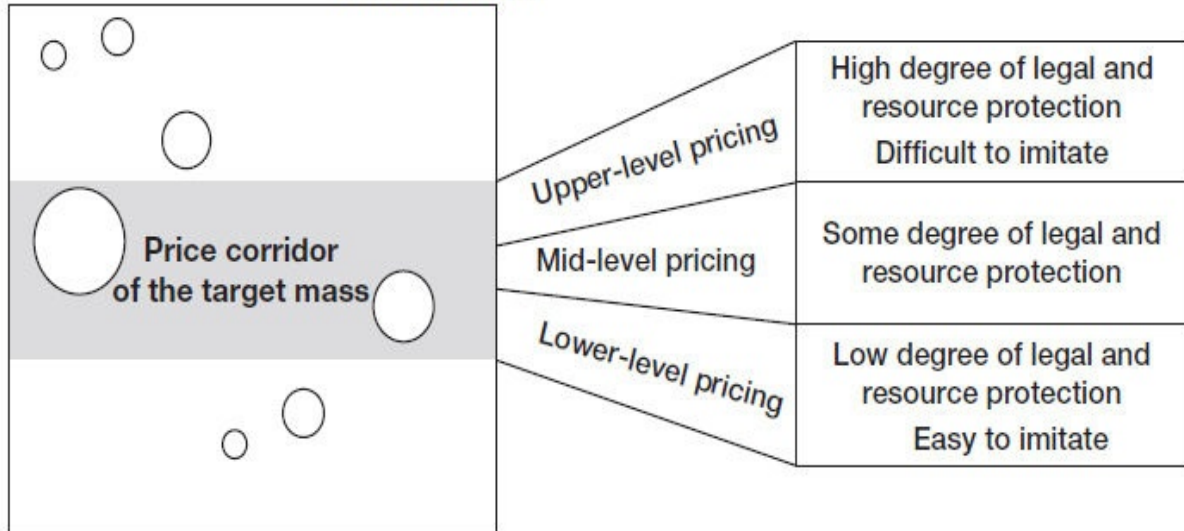 Price corridor
of the target mass
Upper-level pricing
Mid-level pricing
Lower-level pricing
High degree of legal and
resource protection
Difficult to imitate
Some degree of legal and
resource protection
Low degree of legal and
resource protection
Easy to imitate